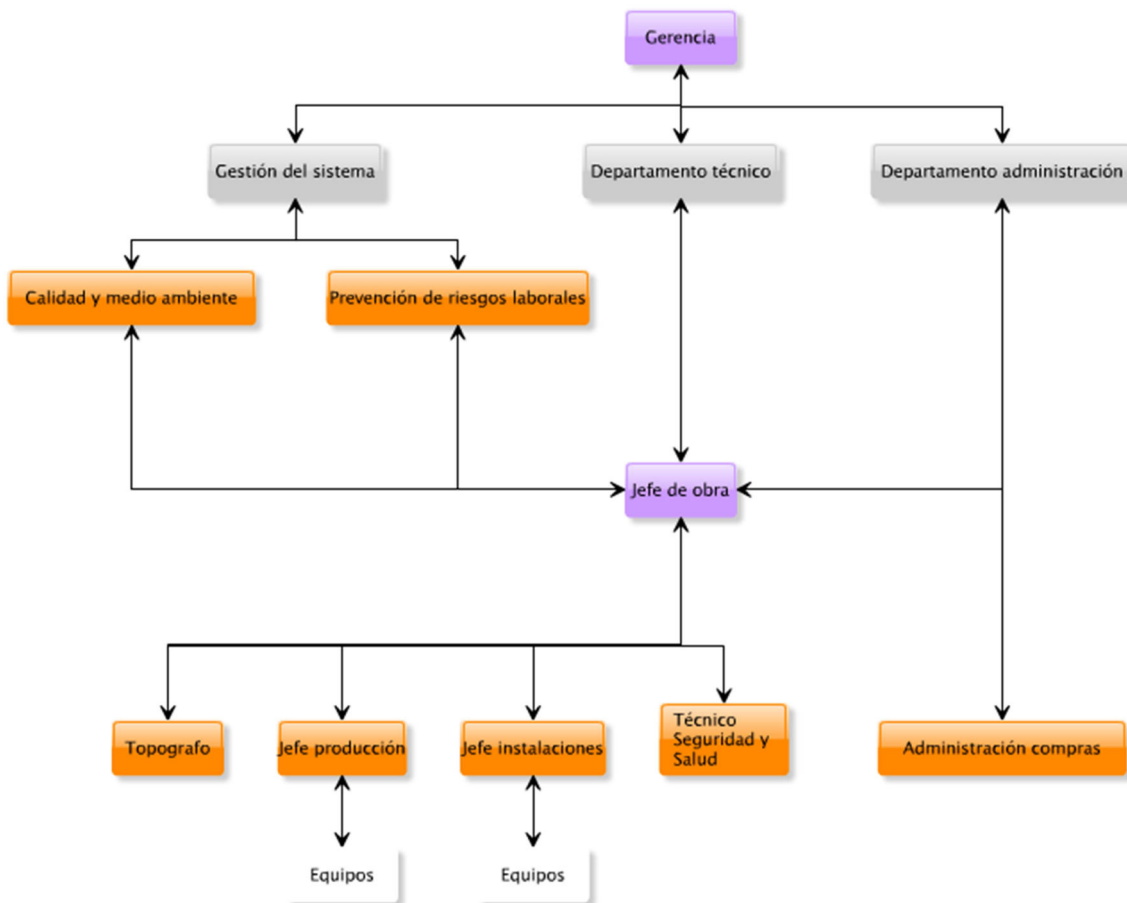 Gerencia
Gestión del sistema
Departamento técnico
Departamento administración
Calidad y medio ambiente
Prevención de riesgos laborales
Jefe de obra
Topografo
Jefe producción
Jefe instalaciones
Técnico
Seguridad y
Salud
Administración compras
Equipos
Equipos